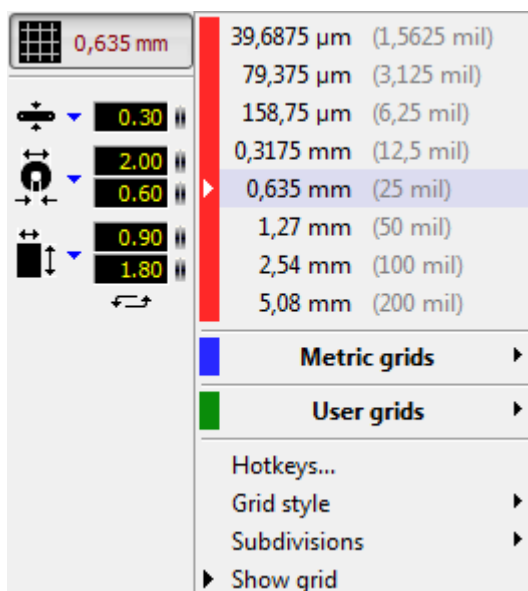 0,635 mm
0.30
2.00
0.60
0.90
1.80
39,6875 µm (1,5625 mil)
79,375 µm (3,125 mil)
158,75 µm (6,25 mil)
0,3175 mm (12,5 mil)
0,635 mm (25 mil)
1,27 mm (50 mil)
2,54 mm (100 mil)
5,08 mm (200 mil)
Metric grids
User grids
Hotkeys...
Grid style
Subdivisions
Show grid